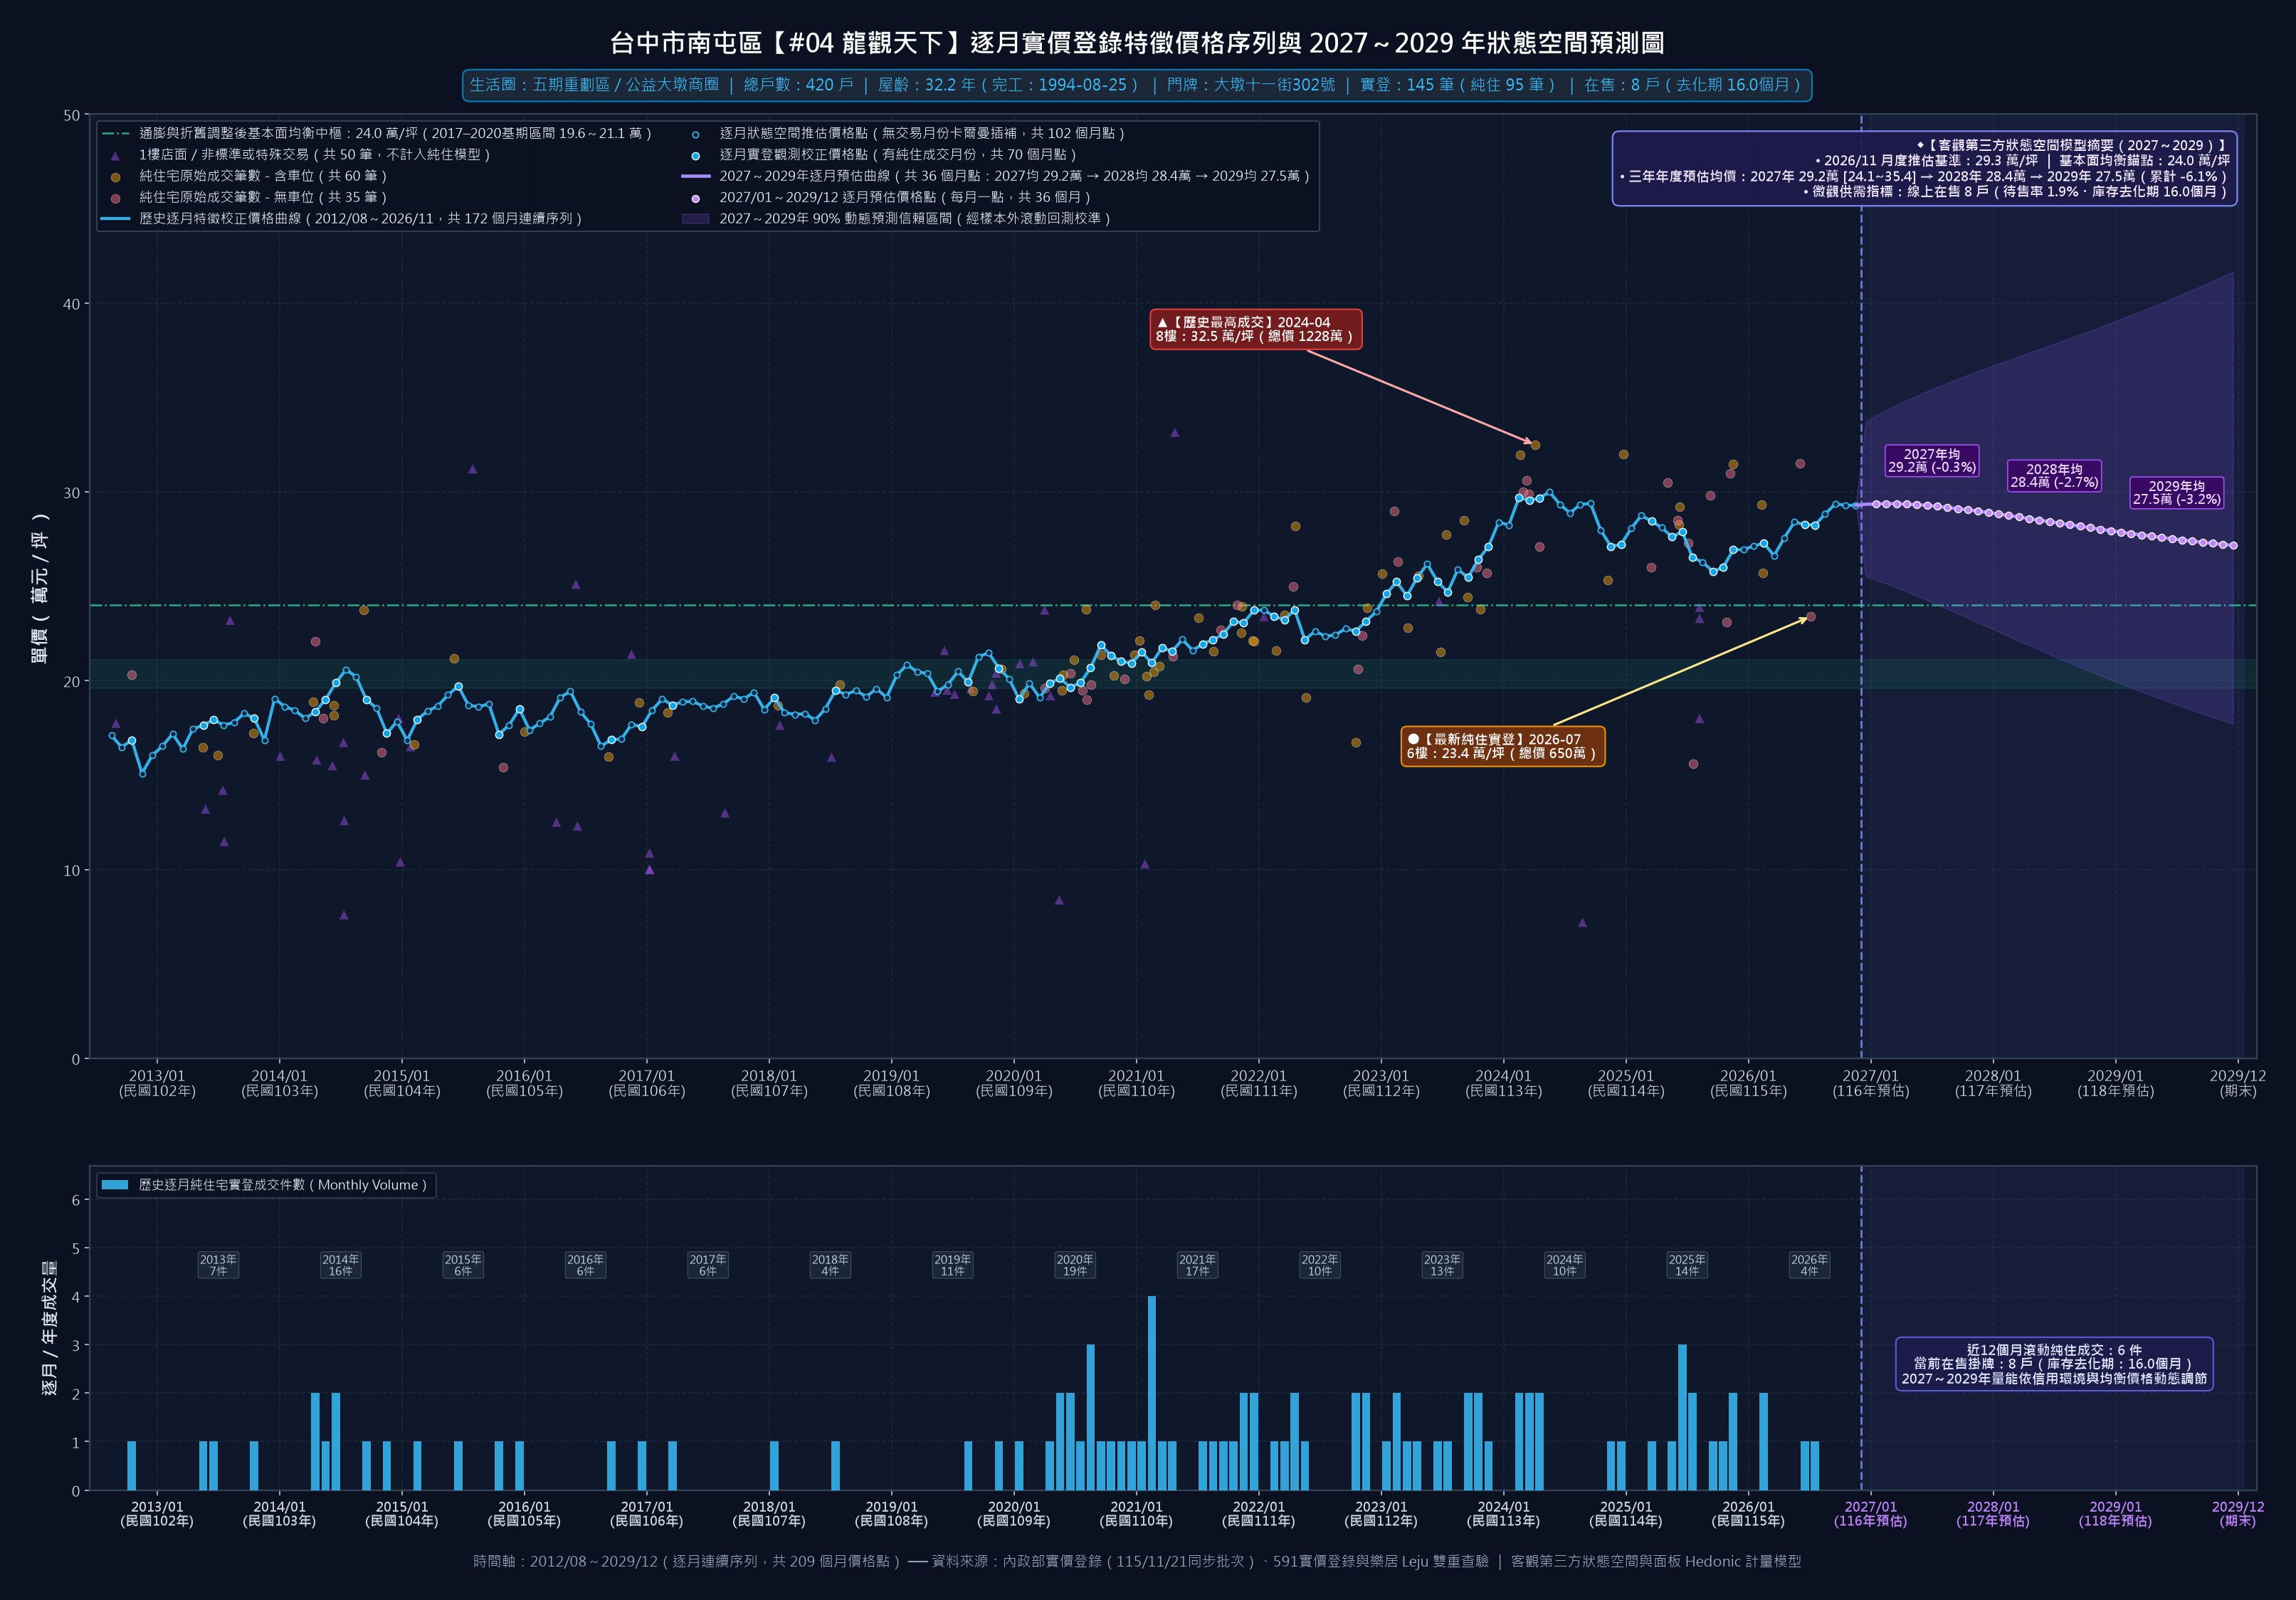 台中市南屯區【#04 龍觀天下】逐月實價登錄特徵價格序列與 2027～2029 年狀態空間預測圖
生活圈：五期重劃區 / 公益大墩商圈 ｜ 總戶數：420 戶 ｜ 屋齡：32.2 年（完工：1994-08-25） ｜ 門牌：大墩十一街302號 ｜ 實登：145 筆（純住 95 筆） ｜ 在售：8 戶（去化期 16.0個月）
通膨與折舊調整後基本面均衡中樞：24.0 萬/坪（2017–2020基期區間 19.6～21.1 萬）
1樓店面 / 非標準或特殊交易（共 50 筆，不計入純住模型）
純住宅原始成交筆數 - 含車位（共 60 筆）
純住宅原始成交筆數 - 無車位（共 35 筆）
歷史逐月特徵校正價格曲線（2012/08～2026/11，共 172 個月連續序列）
逐月狀態空間推估價格點（無交易月份卡爾曼插補，共 102 個月點）
逐月實登觀測校正價格點（有純住成交月份，共 70 個月點）
2027～2029年逐月預估曲線（共 36 個月點：2027均 29.2萬 → 2028均 28.4萬 → 2029均 27.5萬）
2027/01～2029/12 逐月預估價格點（每月一點，共 36 個月）
2027～2029年 90% 動態預測信賴區間（經樣本外滾動回測校準）
◆【客觀第三方狀態空間模型摘要（2027～2029）】
• 2026/11 月度推估基準：29.3 萬/坪 ｜ 基本面均衡錨點：24.0 萬/坪
• 三年年度預估均價：2027年 29.2萬 [24.1~35.4] → 2028年 28.4萬 → 2029年 27.5萬（累計 -6.1%）
• 微觀供需指標：線上在售 8 戶（待售率 1.9%．庫存去化期 16.0個月）
▲【歷史最高成交】2024-04
8樓：32.5 萬/坪（總價 1228萬）
●【最新純住實登】2026-07
6樓：23.4 萬/坪（總價 650萬）
2027年均
29.2萬 (-0.3%)
2028年均
28.4萬 (-2.7%)
2029年均
27.5萬 (-3.2%)
單價（萬元 / 坪）
50
40
30
20
10
0
2013/01
(民國102年)
2014/01
(民國103年)
2015/01
(民國104年)
2016/01
(民國105年)
2017/01
(民國106年)
2018/01
(民國107年)
2019/01
(民國108年)
2020/01
(民國109年)
2021/01
(民國110年)
2022/01
(民國111年)
2023/01
(民國112年)
2024/01
(民國113年)
2025/01
(民國114年)
2026/01
(民國115年)
2027/01
(116年預估)
2028/01
(117年預估)
2029/01
(118年預估)
2029/12
(期末)
歷史逐月純住宅實登成交件數（Monthly Volume）
逐月 / 年度成交量
6
5
4
3
2
1
0
2013年
7件
2014年
16件
2015年
6件
2016年
6件
2017年
6件
2018年
4件
2019年
11件
2020年
19件
2021年
17件
2022年
10件
2023年
13件
2024年
10件
2025年
14件
2026年
4件
近12個月滾動純住成交：6 件
當前在售掛牌：8 戶（庫存去化期：16.0個月）
2027～2029年量能依信用環境與均衡價格動態調節
2013/01
(民國102年)
2014/01
(民國103年)
2015/01
(民國104年)
2016/01
(民國105年)
2017/01
(民國106年)
2018/01
(民國107年)
2019/01
(民國108年)
2020/01
(民國109年)
2021/01
(民國110年)
2022/01
(民國111年)
2023/01
(民國112年)
2024/01
(民國113年)
2025/01
(民國114年)
2026/01
(民國115年)
2027/01
(116年預估)
2028/01
(117年預估)
2029/01
(118年預估)
2029/12
(期末)
時間軸：2012/08～2029/12（逐月連續序列，共 209 個月價格點） ── 資料來源：內政部實價登錄（115/11/21同步批次）、591實價登錄與樂居 Leju 雙重查驗 ｜ 客觀第三方狀態空間與面板 Hedonic 計量模型